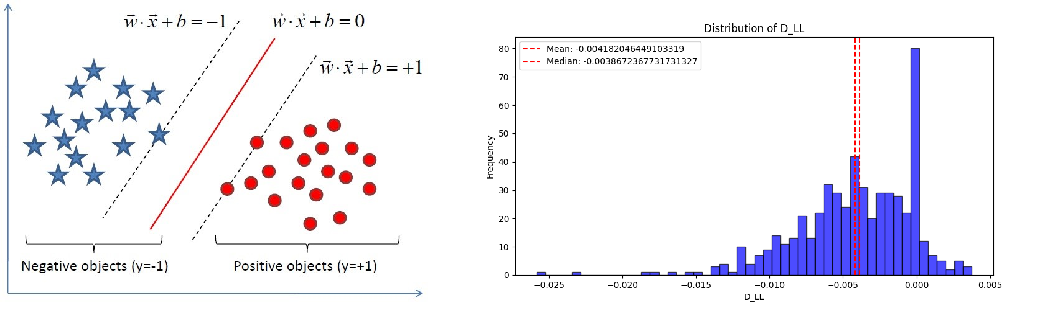 w⃗ · x⃗ + b = −1
w⃗ · x⃗ + b = 0
w⃗ · x⃗ + b = +1
Negative objects (y=-1)
Positive objects (y=+1)
Distribution of D_LL
Mean: -0.004182046449103319
Median: -0.0038672367731731327
Frequency
80
70
60
50
40
30
20
10
0
−0.025
−0.020
−0.015
−0.010
−0.005
0.000
0.005
D_LL